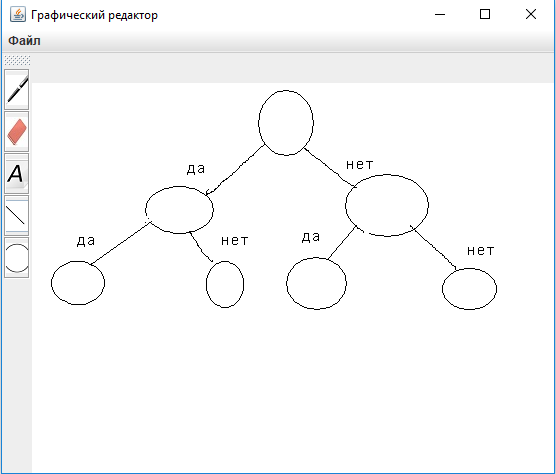 Графический редактор
Файл
A
да
нет
да
нет
да
нет